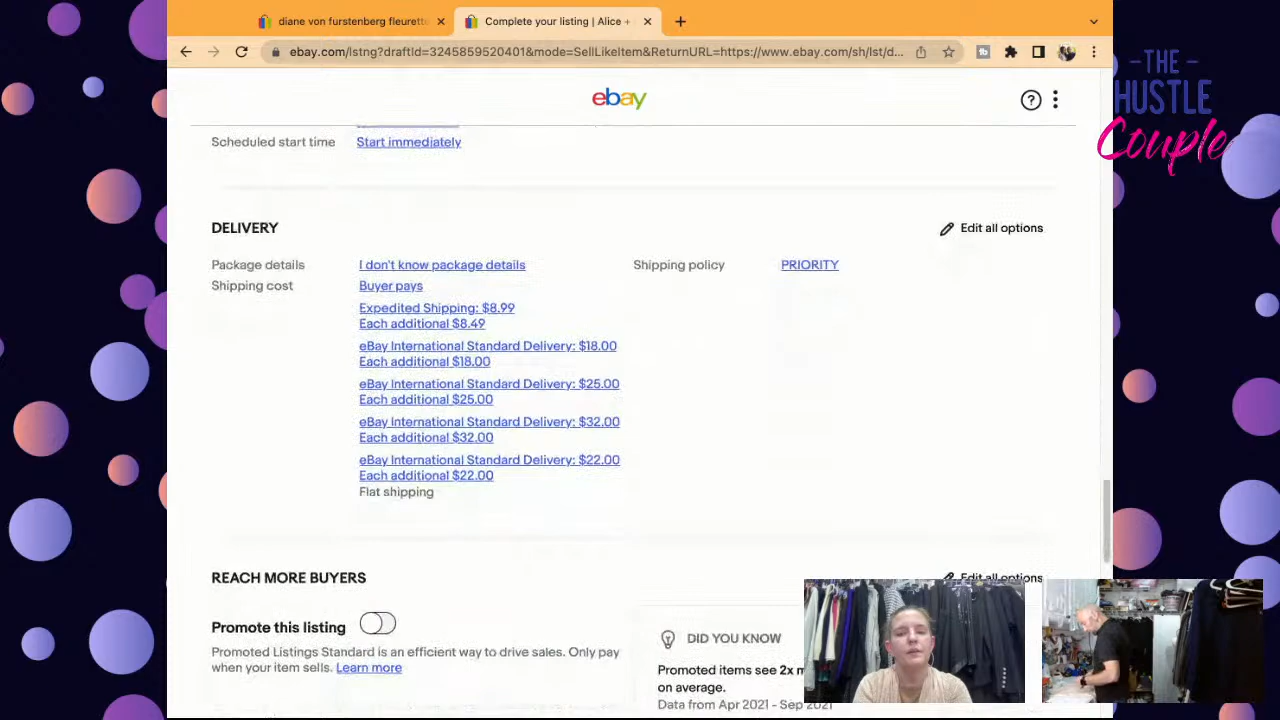 diane von furstenberg fleurette
Complete your listing | Alice +
ebay.com/lstng?draftId=3245859520401&mode=SellLikeItem&ReturnURL=https://www.ebay.com/sh/lst/d...
-THE-
HUSTLE
Couple
ebay
Scheduled start time
Start immediately
DELIVERY
Edit all options
Package details
I don't know package details
Shipping policy
PRIORITY
Shipping cost
Buyer pays
Expedited Shipping: $8.99
Each additional $8.49
eBay International Standard Delivery: $18.00
Each additional $18.00
eBay International Standard Delivery: $25.00
Each additional $25.00
eBay International Standard Delivery: $32.00
Each additional $32.00
eBay International Standard Delivery: $22.00
Each additional $22.00
Flat shipping
REACH MORE BUYERS
Edit all options
Promote this listing
Promoted Listings Standard is an efficient way to drive sales. Only pay
when your item sells. Learn more
DID YOU KNOW
Promoted items see 2x
on average.
Data from Apr 2021 - Sep 2021